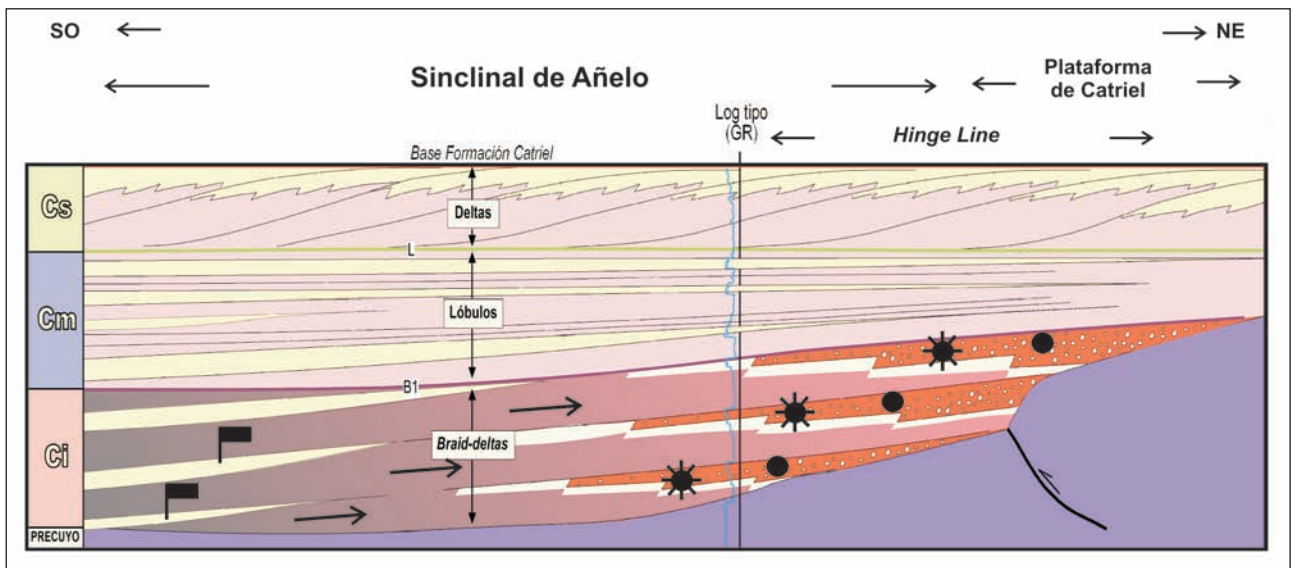 SO
NE
Sinclinal de Añelo
Plataforma
de Catriel
Log tipo
(GR)
Hinge Line
Base Formación Catriel
Cs
Deltas
L
Cm
Lóbulos
B1
Ci
Braid-deltas
PRECUYO